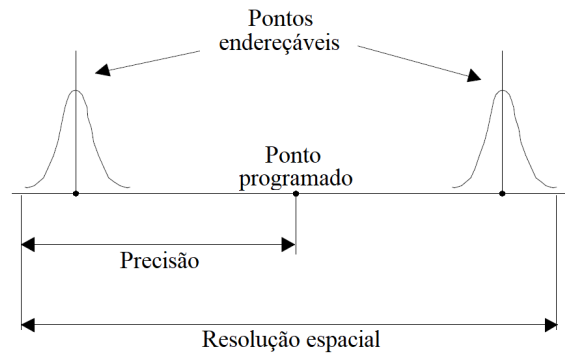 Pontos
endereçáveis
Ponto
programado
Precisão
Resolução espacial